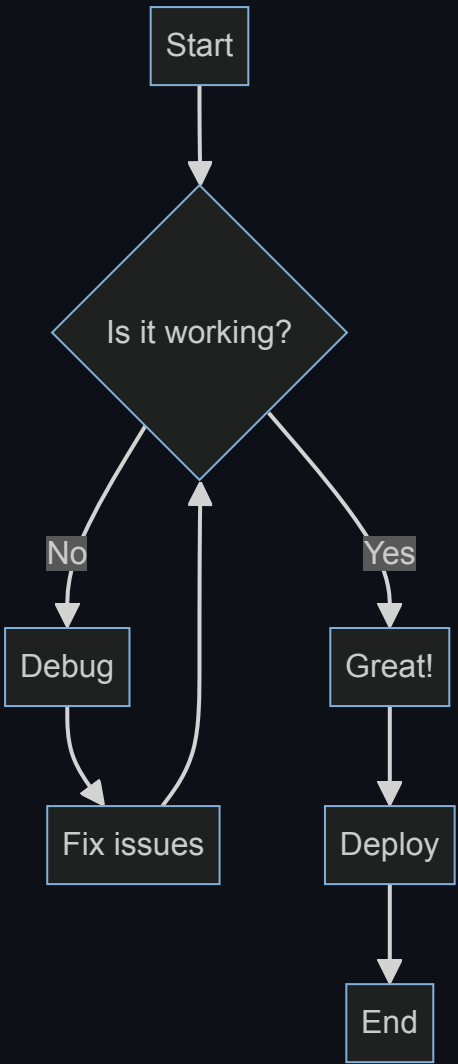 Start
Is it working?
No
Yes
Debug
Great!
Fix issues
Deploy
End